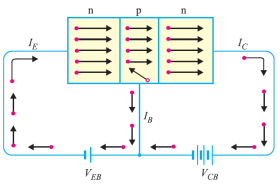 n p n
I_E I_C
I_B
V_EB V_CB